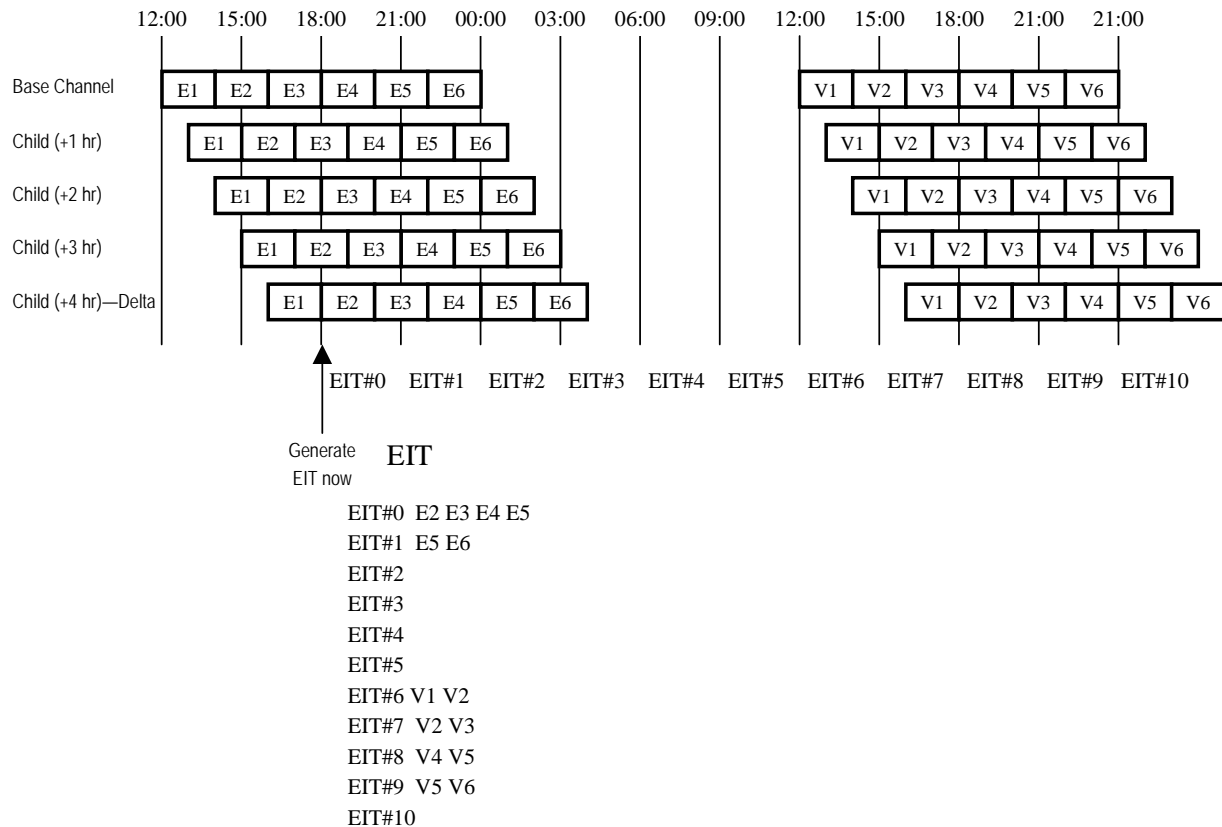 12:00 15:00 18:00 21:00 00:00 03:00 06:00 09:00 12:00 15:00 18:00 21:00 21:00
Base Channel E1 E2 E3 E4 E5 E6 V1 V2 V3 V4 V5 V6
Child (+1 hr) E1 E2 E3 E4 E5 E6 V1 V2 V3 V4 V5 V6
Child (+2 hr) E1 E2 E3 E4 E5 E6 V1 V2 V3 V4 V5 V6
Child (+3 hr) E1 E2 E3 E4 E5 E6 V1 V2 V3 V4 V5 V6
Child (+4 hr)—Delta E1 E2 E3 E4 E5 E6 V1 V2 V3 V4 V5 V6
EIT#0 EIT#1 EIT#2 EIT#3 EIT#4 EIT#5 EIT#6 EIT#7 EIT#8 EIT#9 EIT#10
Generate
EIT now
EIT
EIT#0 E2 E3 E4 E5
EIT#1 E5 E6
EIT#2
EIT#3
EIT#4
EIT#5
EIT#6 V1 V2
EIT#7 V2 V3
EIT#8 V4 V5
EIT#9 V5 V6
EIT#10